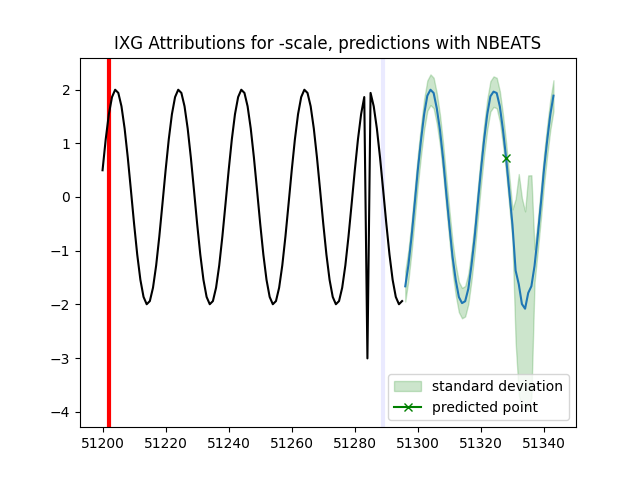 IXG Attributions for -scale, predictions with NBEATS
2
1
0
−1
−2
−3
−4
standard deviation
predicted point
51200 51220 51240 51260 51280 51300 51320 51340